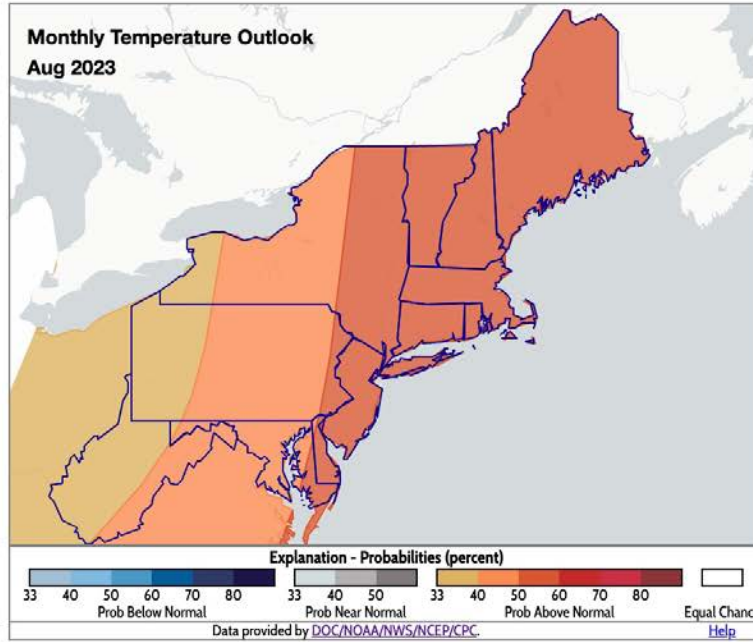 Monthly Temperature Outlook
Aug 2023
Explanation - Probabilities (percent)
33 40 50 60 70 80 33 40 50 33 40 50 60 70 80
Prob Below Normal Prob Near Normal Prob Above Normal Equal Chanc
Data provided by DOC/NOAA/NWS/NCEP/CPC. Help